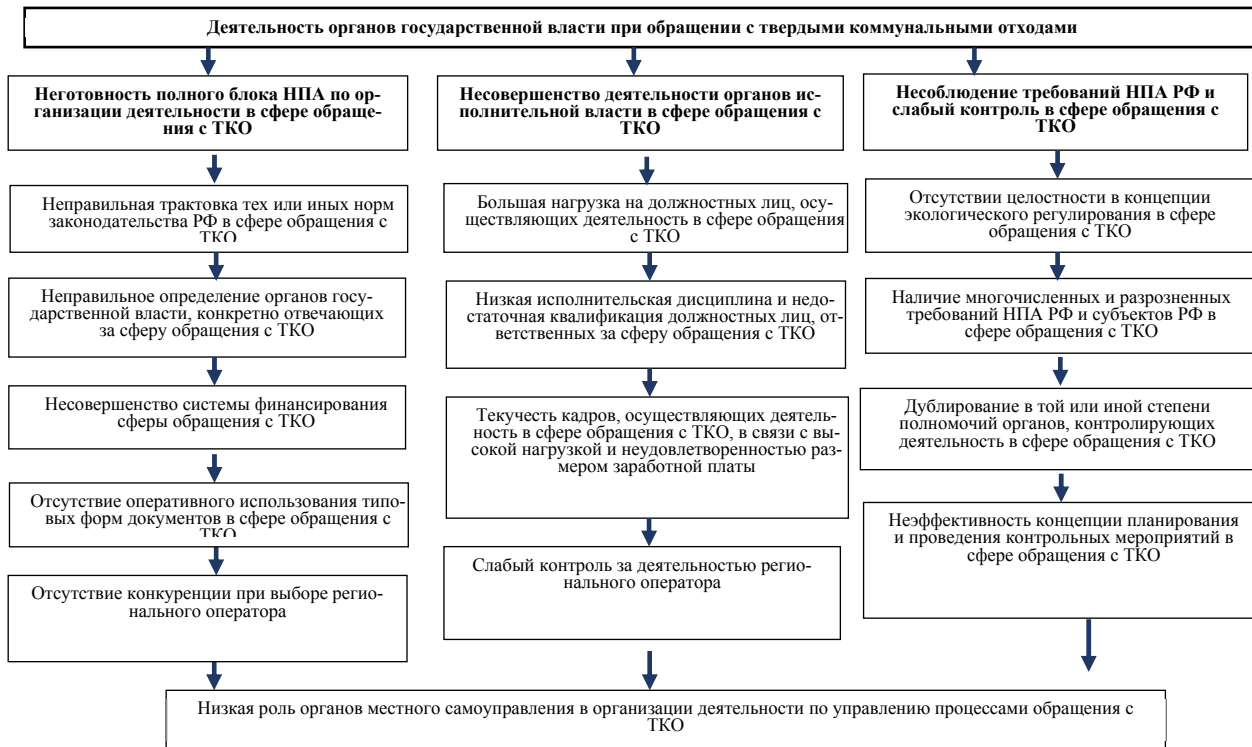 Деятельность органов государственной власти при обращении с твердыми коммунальными отходами
Неготовность полного блока НПА по ор-
ганизации деятельности в сфере обраще-
ния с ТКО
Неправильная трактовка тех или иных норм
законодательства РФ в сфере обращения с
ТКО
Неправильное определение органов госу-
дарственной власти, конкретно отвечающих
за сферу обращения с ТКО
Несовершенство системы финансирования
сферы обращения с ТКО
Отсутствие оперативного использования типо-
вых форм документов в сфере обращения с
ТКО
Отсутствие конкуренции при выборе регио-
нального оператора
Несовершенство деятельности органов ис-
полнительной власти в сфере обращения с
ТКО
Большая нагрузка на должностных лиц, осу-
ществляющих деятельность в сфере обращения
с ТКО
Низкая исполнительская дисциплина и недо-
статочная квалификация должностных лиц, от-
ветственных за сферу обращения с ТКО
Текучесть кадров, осуществляющих деятель-
ность в сфере обращения с ТКО, в связи с вы-
сокой нагрузкой и неудовлетворенностью раз-
мером заработной платы
Слабый контроль за деятельностью регио-
нального оператора
Несоблюдение требований НПА РФ и
слабый контроль в сфере обращения с
ТКО
Отсутствии целостности в концепции
экологического регулирования в сфере
обращения с ТКО
Наличие многочисленных и разрозненных
требований НПА РФ и субъектов РФ в
сфере обращения с ТКО
Дублирование в той или иной степени
полномочий органов, контролирующих
деятельность в сфере обращения с ТКО
Неэффективность концепции планирования
и проведения контрольных мероприятий в
сфере обращения с ТКО
Низкая роль органов местного самоуправления в организации деятельности по управлению процессами обращения с
ТКО